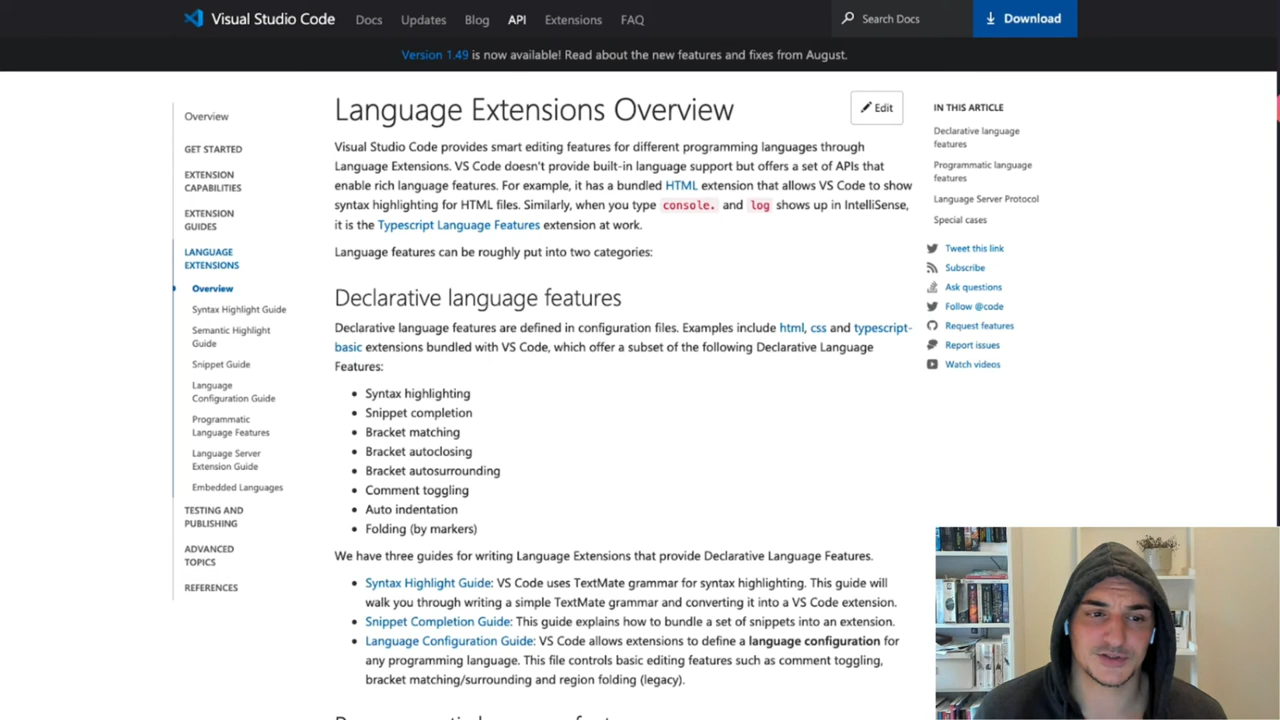 Visual Studio Code Docs Updates Blog API Extensions FAQ Search Docs Download
Version 1.49 is now available! Read about the new features and fixes from August.
Overview
GET STARTED
EXTENSION
CAPABILITIES
EXTENSION
GUIDES
LANGUAGE
EXTENSIONS
Overview
Syntax Highlight Guide
Semantic Highlight
Guide
Snippet Guide
Language
Configuration Guide
Programmatic
Language Features
Language Server
Extension Guide
Embedded Languages
TESTING AND
PUBLISHING
ADVANCED
TOPICS
REFERENCES
Language Extensions Overview
Edit
Visual Studio Code provides smart editing features for different programming languages through
Language Extensions. VS Code doesn't provide built-in language support but offers a set of APIs that
enable rich language features. For example, it has a bundled HTML extension that allows VS Code to show
syntax highlighting for HTML files. Similarly, when you type console. and log shows up in IntelliSense,
it is the Typescript Language Features extension at work.
Language features can be roughly put into two categories:
Declarative language features
Declarative language features are defined in configuration files. Examples include html, css and typescript-
basic extensions bundled with VS Code, which offer a subset of the following Declarative Language
Features:
• Syntax highlighting
• Snippet completion
• Bracket matching
• Bracket autoclosing
• Bracket autosurrounding
• Comment toggling
• Auto indentation
• Folding (by markers)
We have three guides for writing Language Extensions that provide Declarative Language Features.
• Syntax Highlight Guide: VS Code uses TextMate grammar for syntax highlighting. This guide will
walk you through writing a simple TextMate grammar and converting it into a VS Code extension.
• Snippet Completion Guide: This guide explains how to bundle a set of snippets into an extension.
• Language Configuration Guide: VS Code allows extensions to define a language configuration for
any programming language. This file controls basic editing features such as comment toggling,
bracket matching/surrounding and region folding (legacy).
IN THIS ARTICLE
Declarative language
features
Programmatic language
features
Language Server Protocol
Special cases
Tweet this link
Subscribe
Ask questions
Follow @code
Request features
Report issues
Watch videos